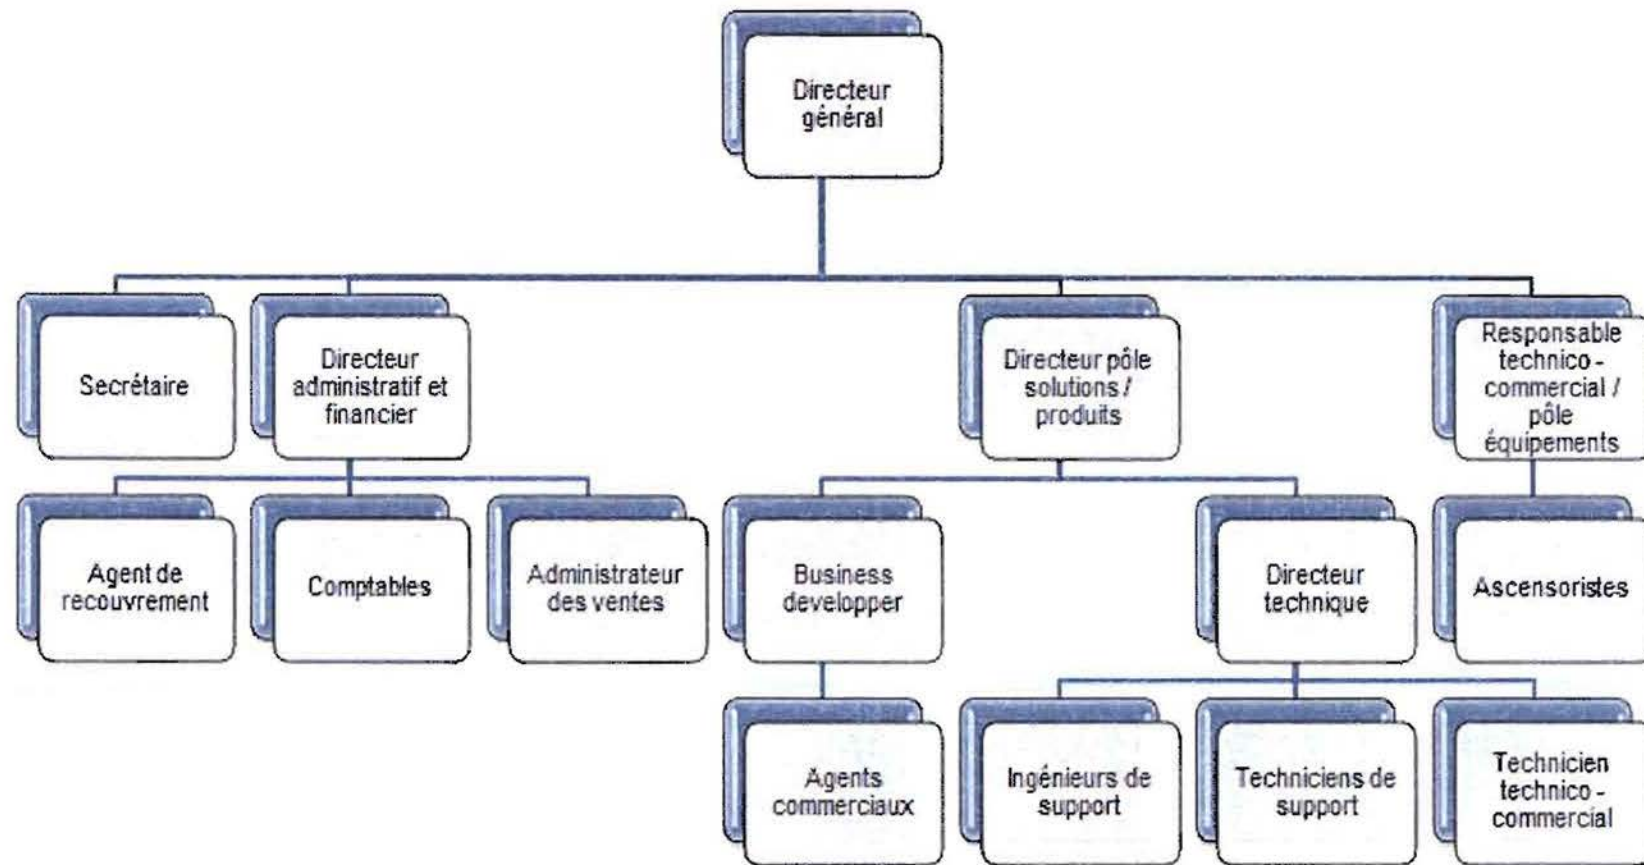 Directeur
général
Secrétaire
Directeur
administratif et
financier
Directeur pôle
solutions /
produits
Responsable
technico -
commercial /
pôle
équipements
Agent de
recouvrement
Comptables
Administrateur
des ventes
Business
developper
Directeur
technique
Ascensoristes
Agents
commerciaux
Ingénieurs de
support
Techniciens de
support
Technicien
technico -
commercial